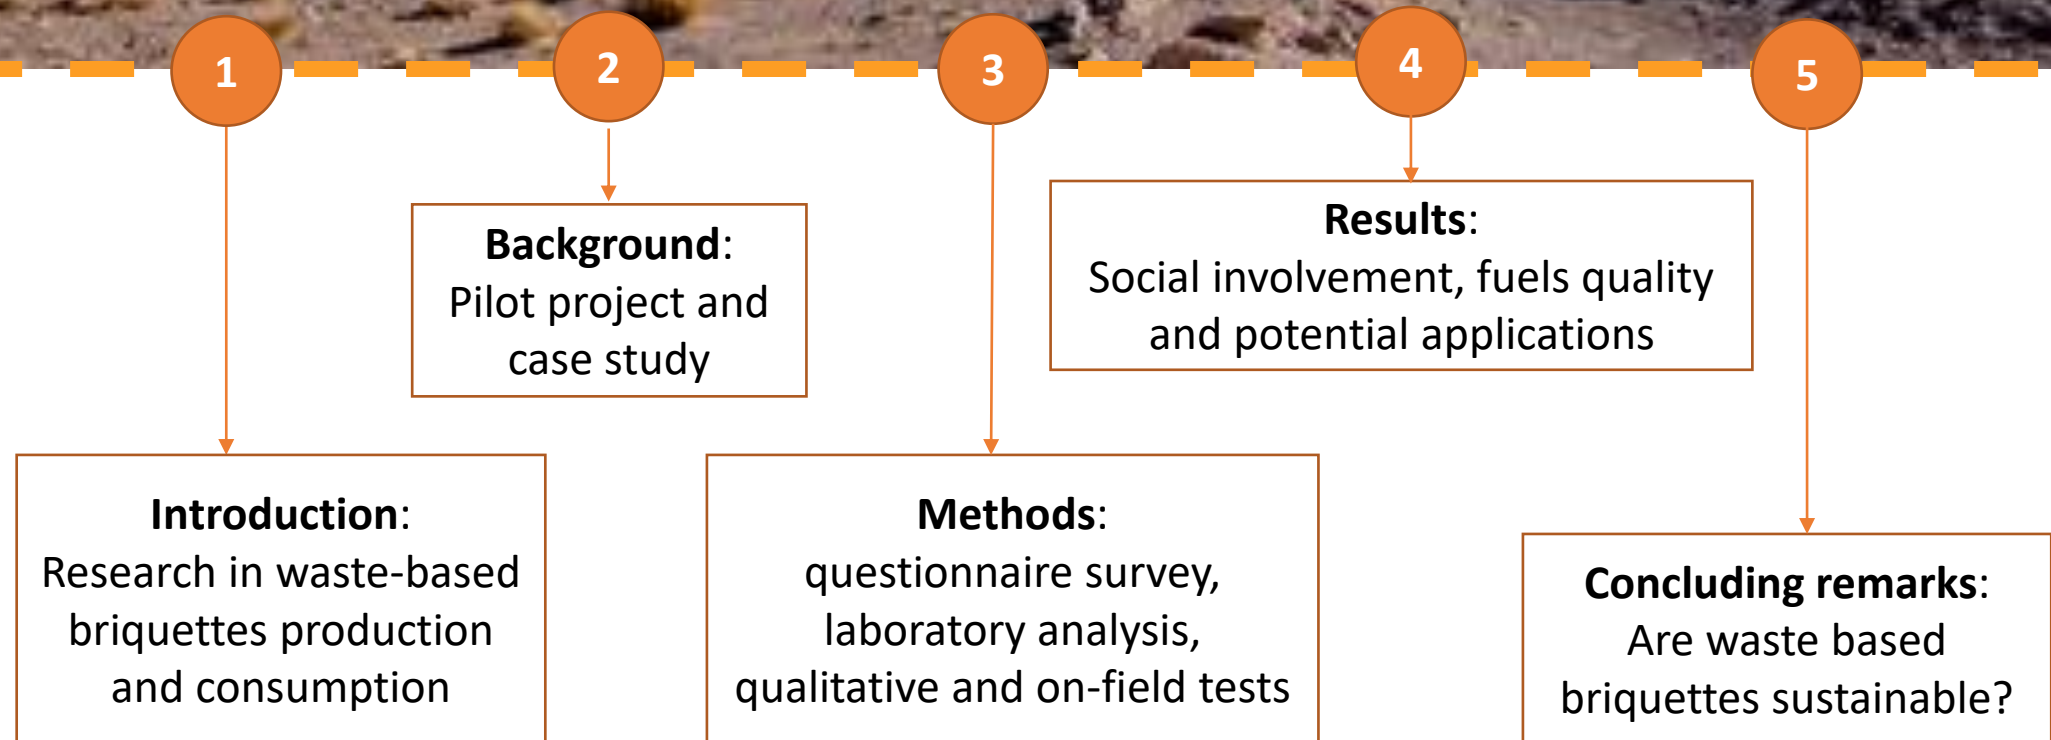 1
2
3
4
5
Introduction:
Research in waste-based
briquettes production
and consumption
Background:
Pilot project and
case study
Methods:
questionnaire survey,
laboratory analysis,
qualitative and on-field tests
Results:
Social involvement, fuels quality
and potential applications
Concluding remarks:
Are waste based
briquettes sustainable?